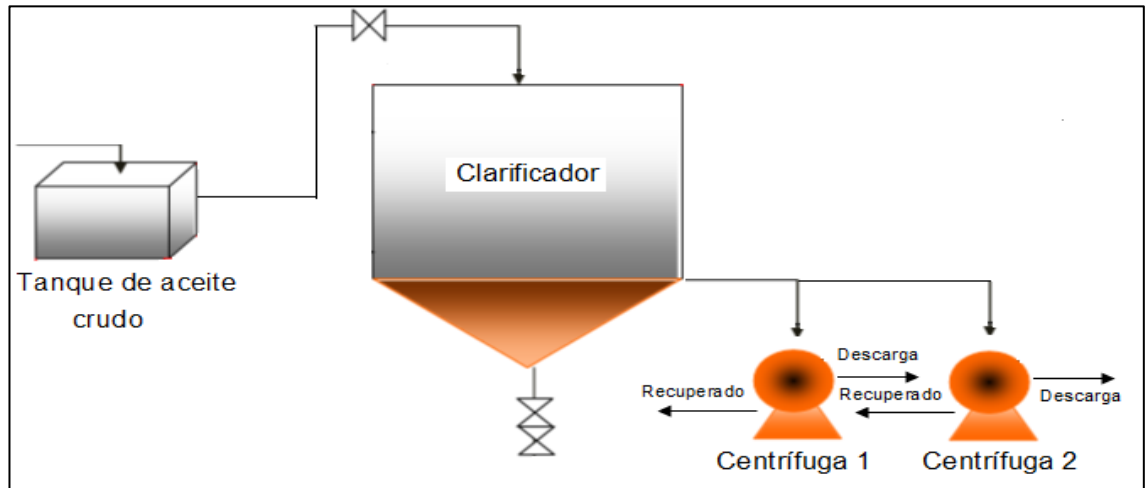 Clarificador
Tanque de aceite
crudo
Descarga
Recuperado
Recuperado
Descarga
Centrífuga 1
Centrífuga 2